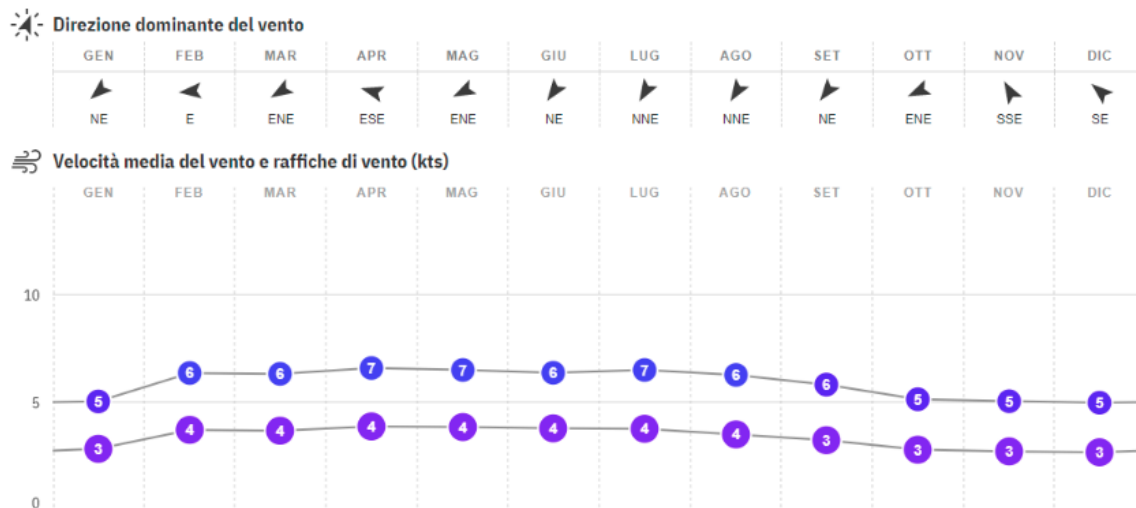 Direzione dominante del vento
GEN FEB MAR APR MAG GIU LUG AGO SET OTT NOV DIC
NE E ENE ESE ENE NE NNE NNE NE ENE SSE SE
Velocità media del vento e raffiche di vento (kts)
GEN FEB MAR APR MAG GIU LUG AGO SET OTT NOV DIC
10
6 6 7 7 6 7 6 6
5 5 5 5 5
4 4 4 4 4 4 4
3 3 3 3 3
0